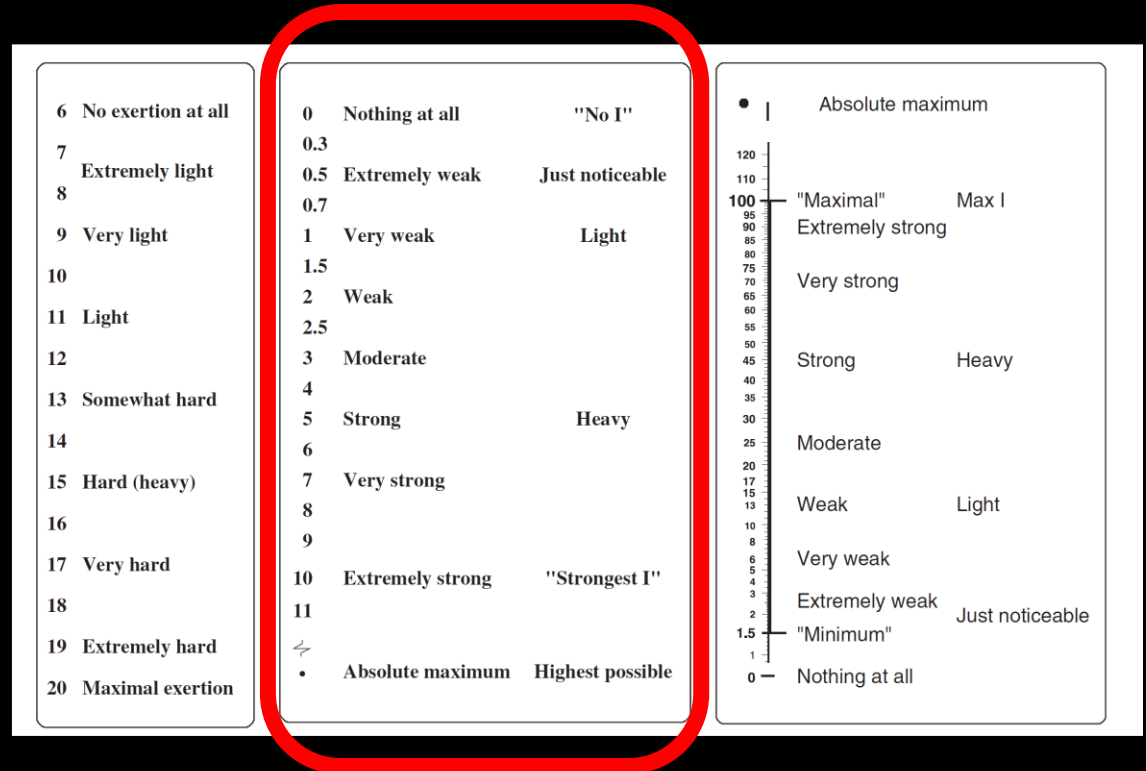 6 No exertion at all
7
Extremely light
8
9 Very light
10
11 Light
12
13 Somewhat hard
14
15 Hard (heavy)
16
17 Very hard
18
19 Extremely hard
20 Maximal exertion
0 Nothing at all "No I"
0.3
0.5 Extremely weak Just noticeable
0.7
1 Very weak Light
1.5
2 Weak
2.5
3 Moderate
4
5 Strong Heavy
6
7 Very strong
8
9
10 Extremely strong "Strongest I"
11
• Absolute maximum Highest possible
• Absolute maximum
120
110
100 "Maximal" Max I
95
90 Extremely strong
85
80
75
70 Very strong
65
60
55
50
45 Strong Heavy
40
35
30
25 Moderate
20
17
15
13 Weak Light
10
8
6 Very weak
5
4
3 Extremely weak
2 Just noticeable
1.5 "Minimum"
1
0 Nothing at all